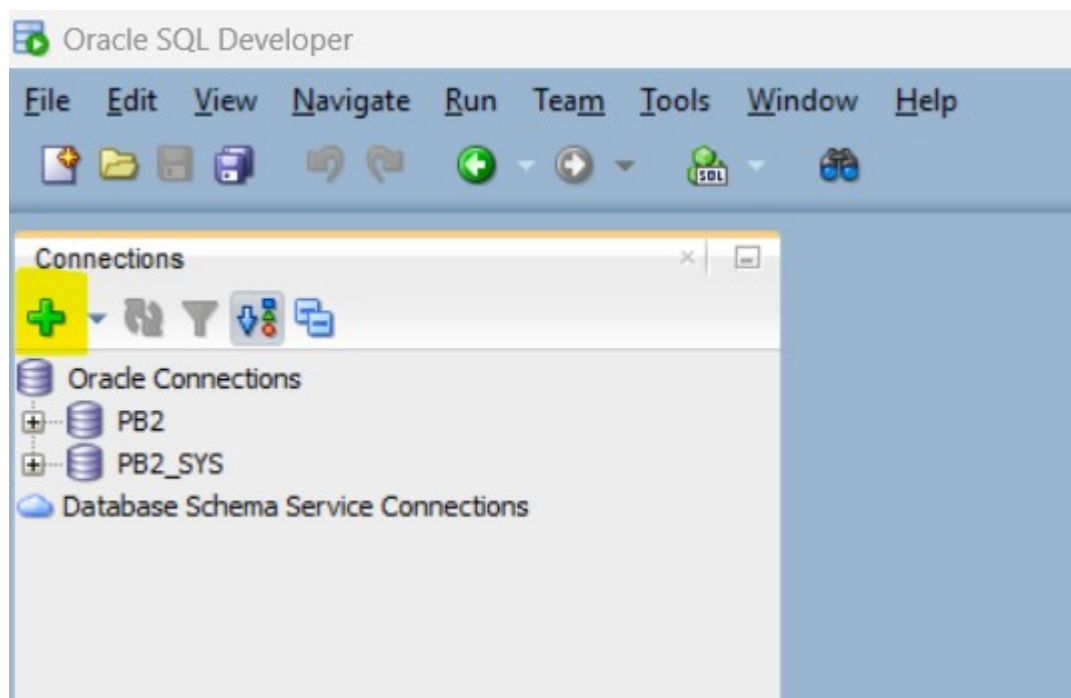 Oracle SQL Developer
File Edit View Navigate Run Team Tools Window Help
SQL
Connections
Oracle Connections
PB2
PB2_SYS
Database Schema Service Connections